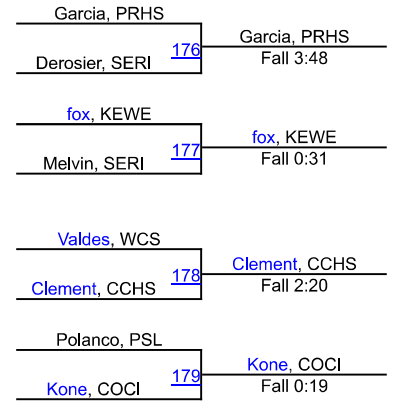 Garcia, PRHS
176
Garcia, PRHS
Fall 3:48
Derosier, SERI
fox, KEWE
177
fox, KEWE
Fall 0:31
Melvin, SERI
Valdes, WCS
178
Clement, CCHS
Fall 2:20
Clement, CCHS
Polanco, PSL
179
Kone, COCI
Fall 0:19
Kone, COCI